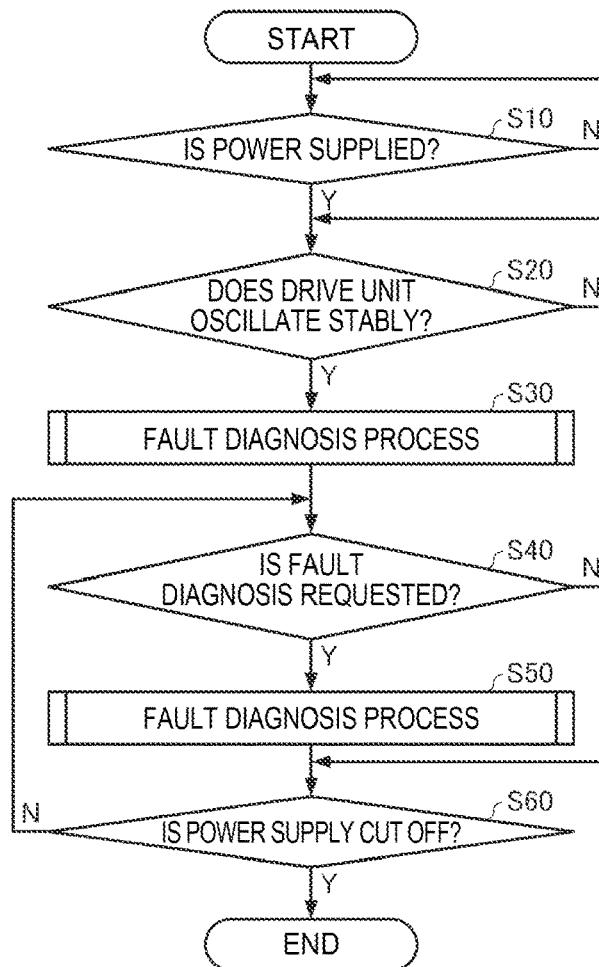 START
S10
IS POWER SUPPLIED?
N
Y
S20
DOES DRIVE UNIT
OSCILLATE STABLY?
N
Y
S30
FAULT DIAGNOSIS PROCESS
S40
IS FAULT
DIAGNOSIS REQUESTED?
N
Y
S50
FAULT DIAGNOSIS PROCESS
S60
N
IS POWER SUPPLY CUT OFF?
Y
END